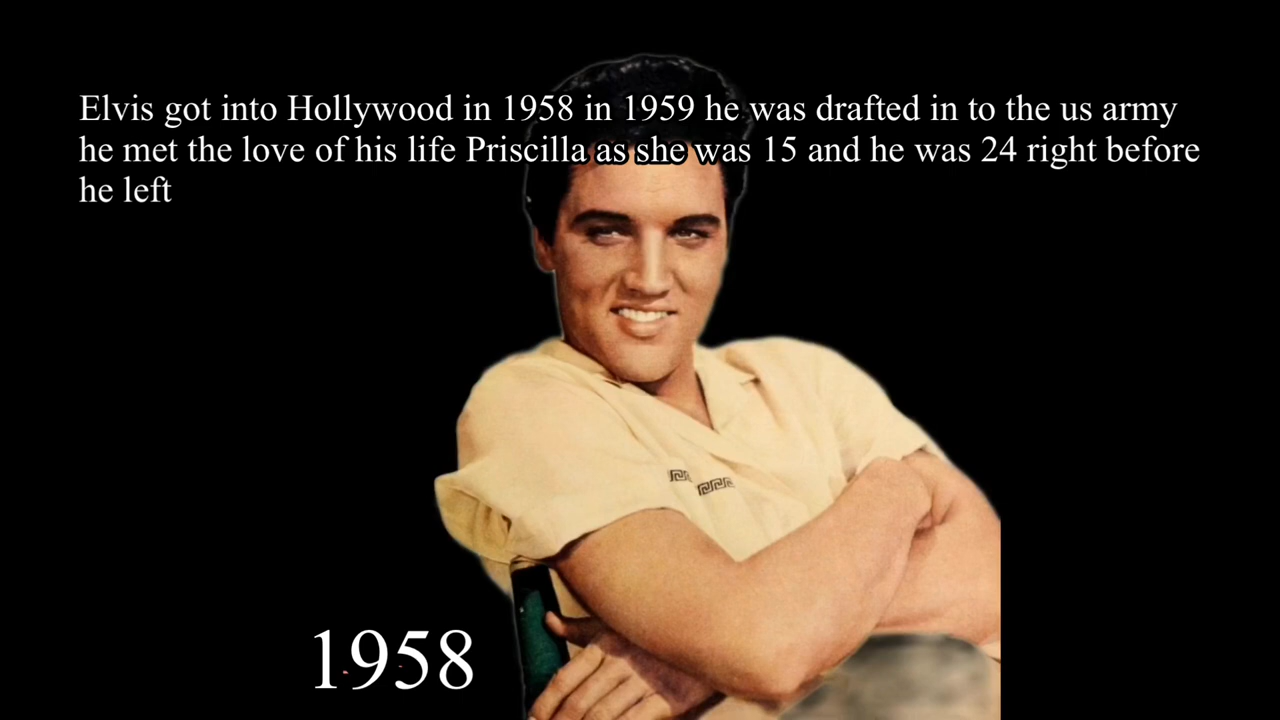 Elvis got into Hollywood in 1958 in 1959 he was drafted in to the us army
he met the love of his life Priscilla as she was 15 and he was 24 right before
he left
1958